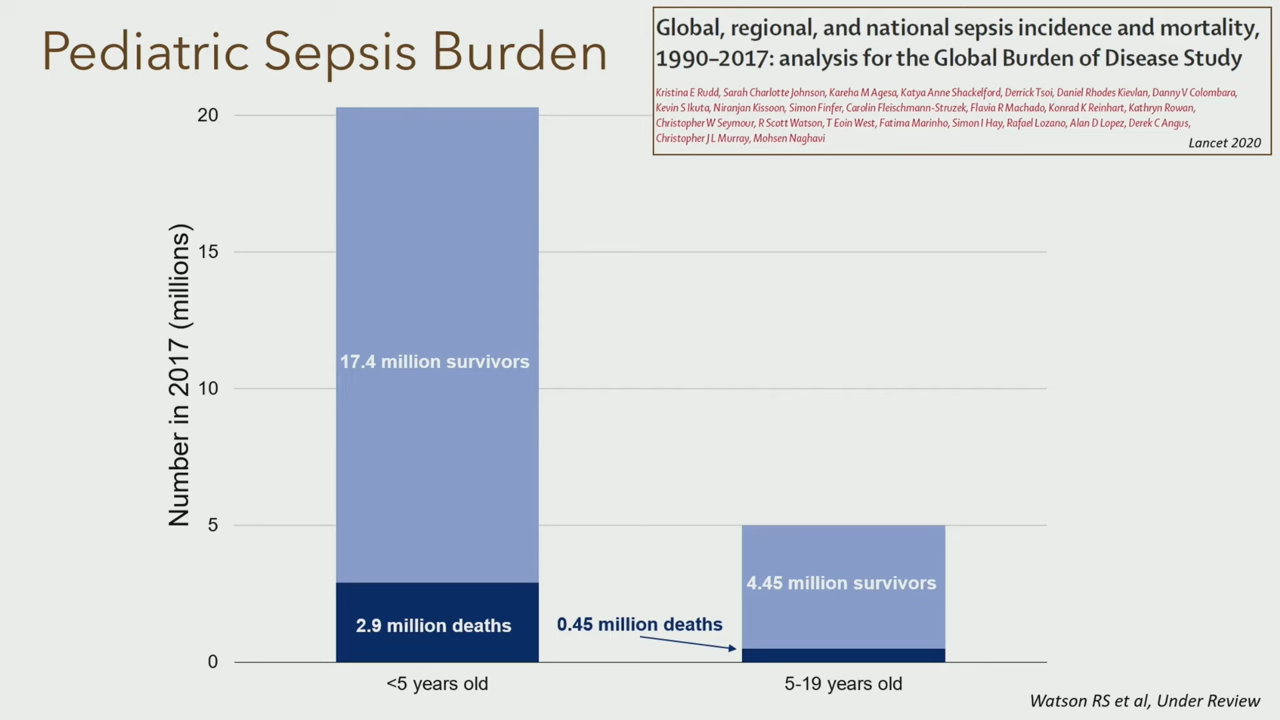 Pediatric Sepsis Burden
Global, regional, and national sepsis incidence and mortality,
1990–2017: analysis for the Global Burden of Disease Study
Kristina E Rudd, Sarah Charlotte Johnson, Kareha M Agesa, Katya Anne Shackelford, Derrick Tsoi, Daniel Rhodes Kievlan, Danny V Colombara,
Kevin S Ikuta, Niranjan Kissoon, Simon Finfer, Carolin Fleischmann-Struzek, Flavia R Machado, Konrad K Reinhart, Kathryn Rowan,
Christopher W Seymour, R Scott Watson, T Eoin West, Fatima Marinho, Simon I Hay, Rafael Lozano, Alan D Lopez, Derek C Angus,
Christopher J L Murray, Mohsen Naghavi
Lancet 2020
Number in 2017 (millions)
20
15
10
5
0
17.4 million survivors
2.9 million deaths
0.45 million deaths
4.45 million survivors
<5 years old
5-19 years old
Watson RS et al, Under Review